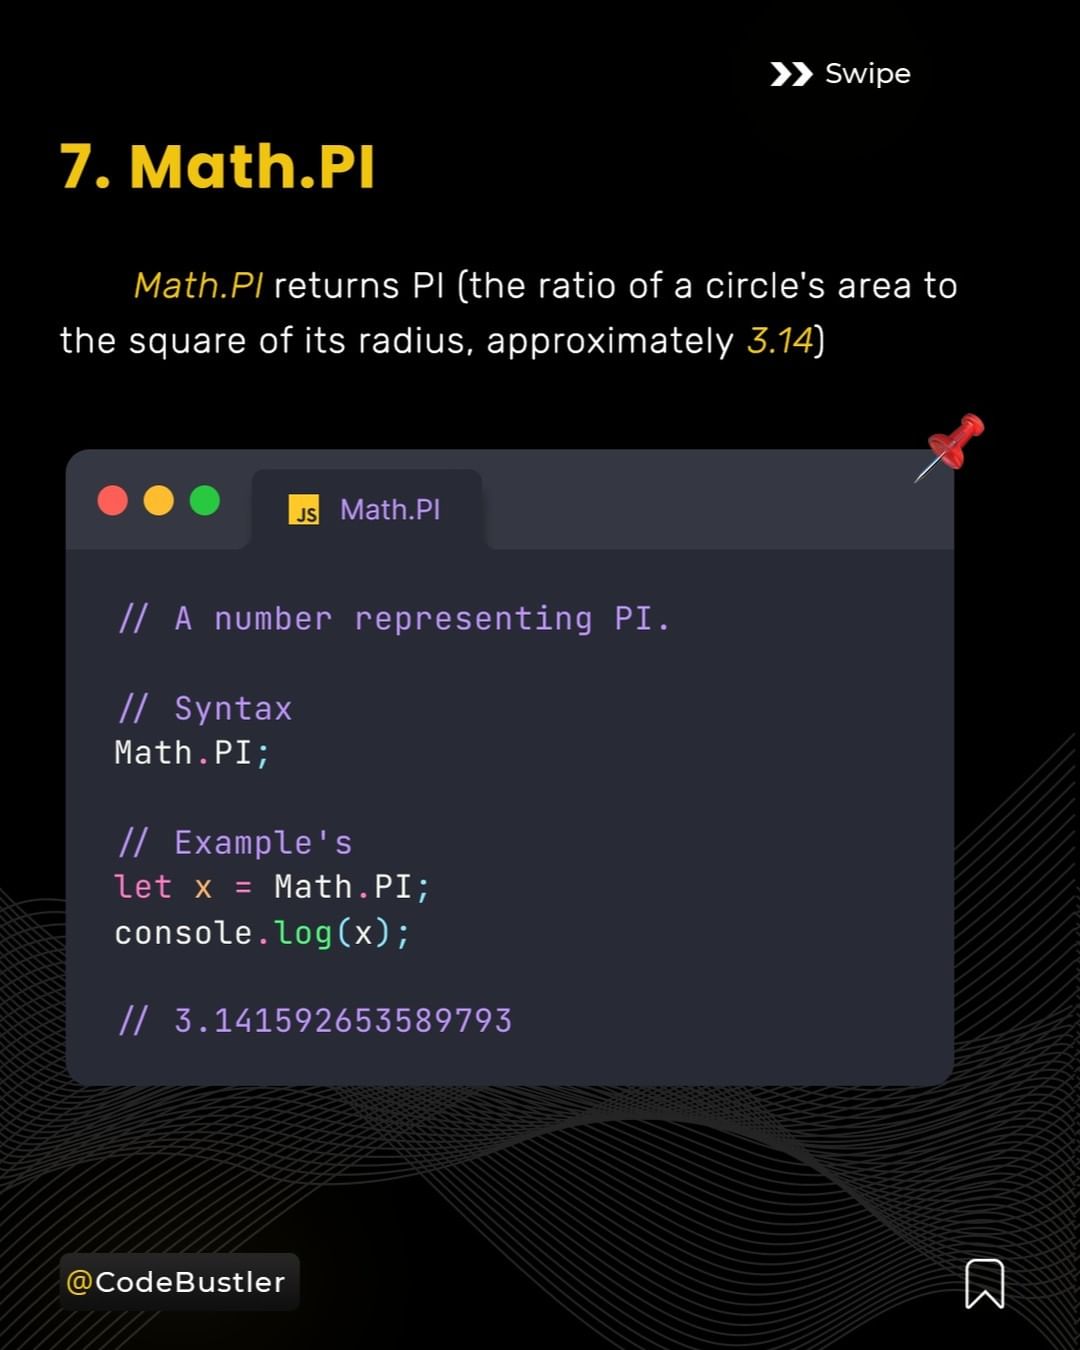 Swipe
7. Math.PI
Math.PI returns PI (the ratio of a circle's area to
the square of its radius, approximately 3.14)
JS Math.PI
// A number representing PI.
// Syntax
Math.PI;
// Example's
let x = Math.PI;
console.log(x);
// 3.141592653589793
@CodeBustler